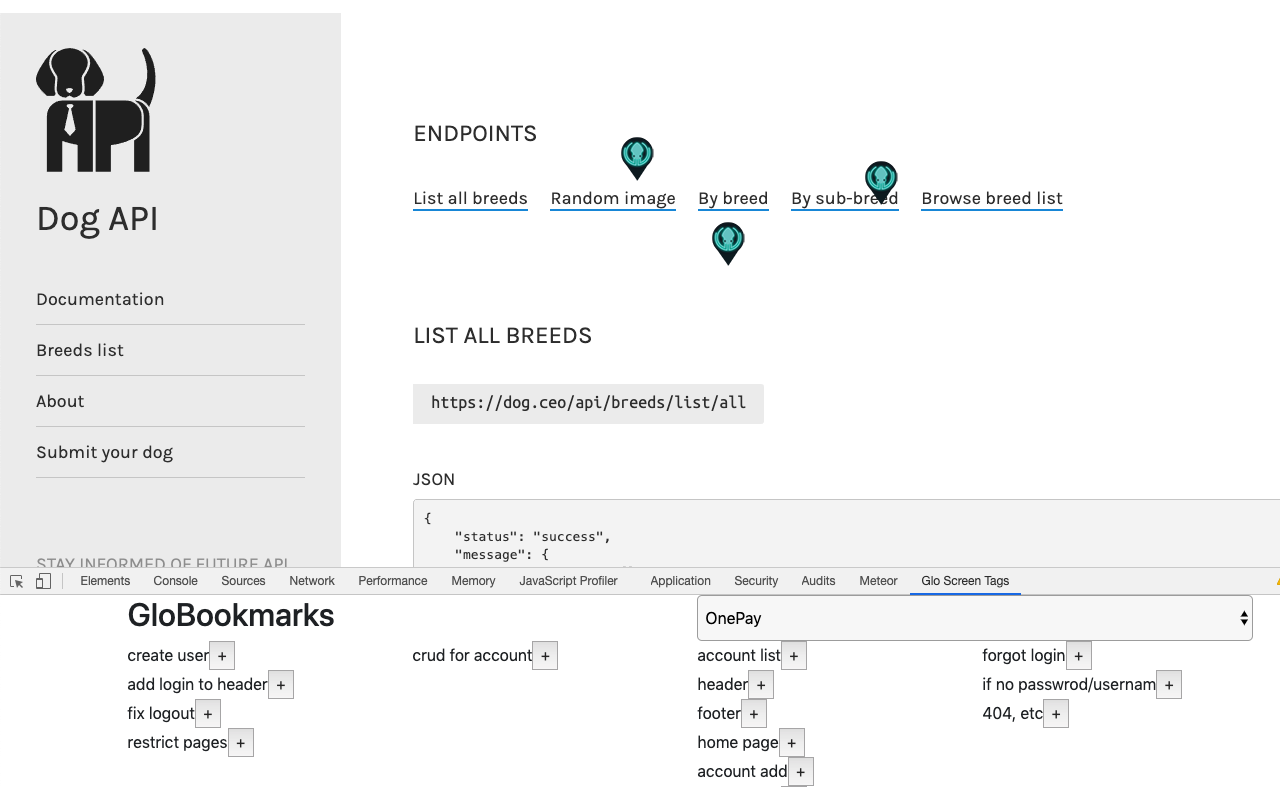 Dog API
Documentation
Breeds list
About
Submit your dog
STAY INFORMED OF FUTURE API
ENDPOINTS
List all breeds Random image By breed By sub-breed Browse breed list
LIST ALL BREEDS
https://dog.ceo/api/breeds/list/all
JSON
{
"status": "success",
"message": {
Elements Console Sources Network Performance Memory JavaScript Profiler Application Security Audits Meteor Glo Screen Tags
GloBookmarks
OnePay
create user +
add login to header +
fix logout +
restrict pages +
crud for account +
account list +
header +
footer +
home page +
account add +
forgot login +
if no passwrod/usernam +
404, etc +